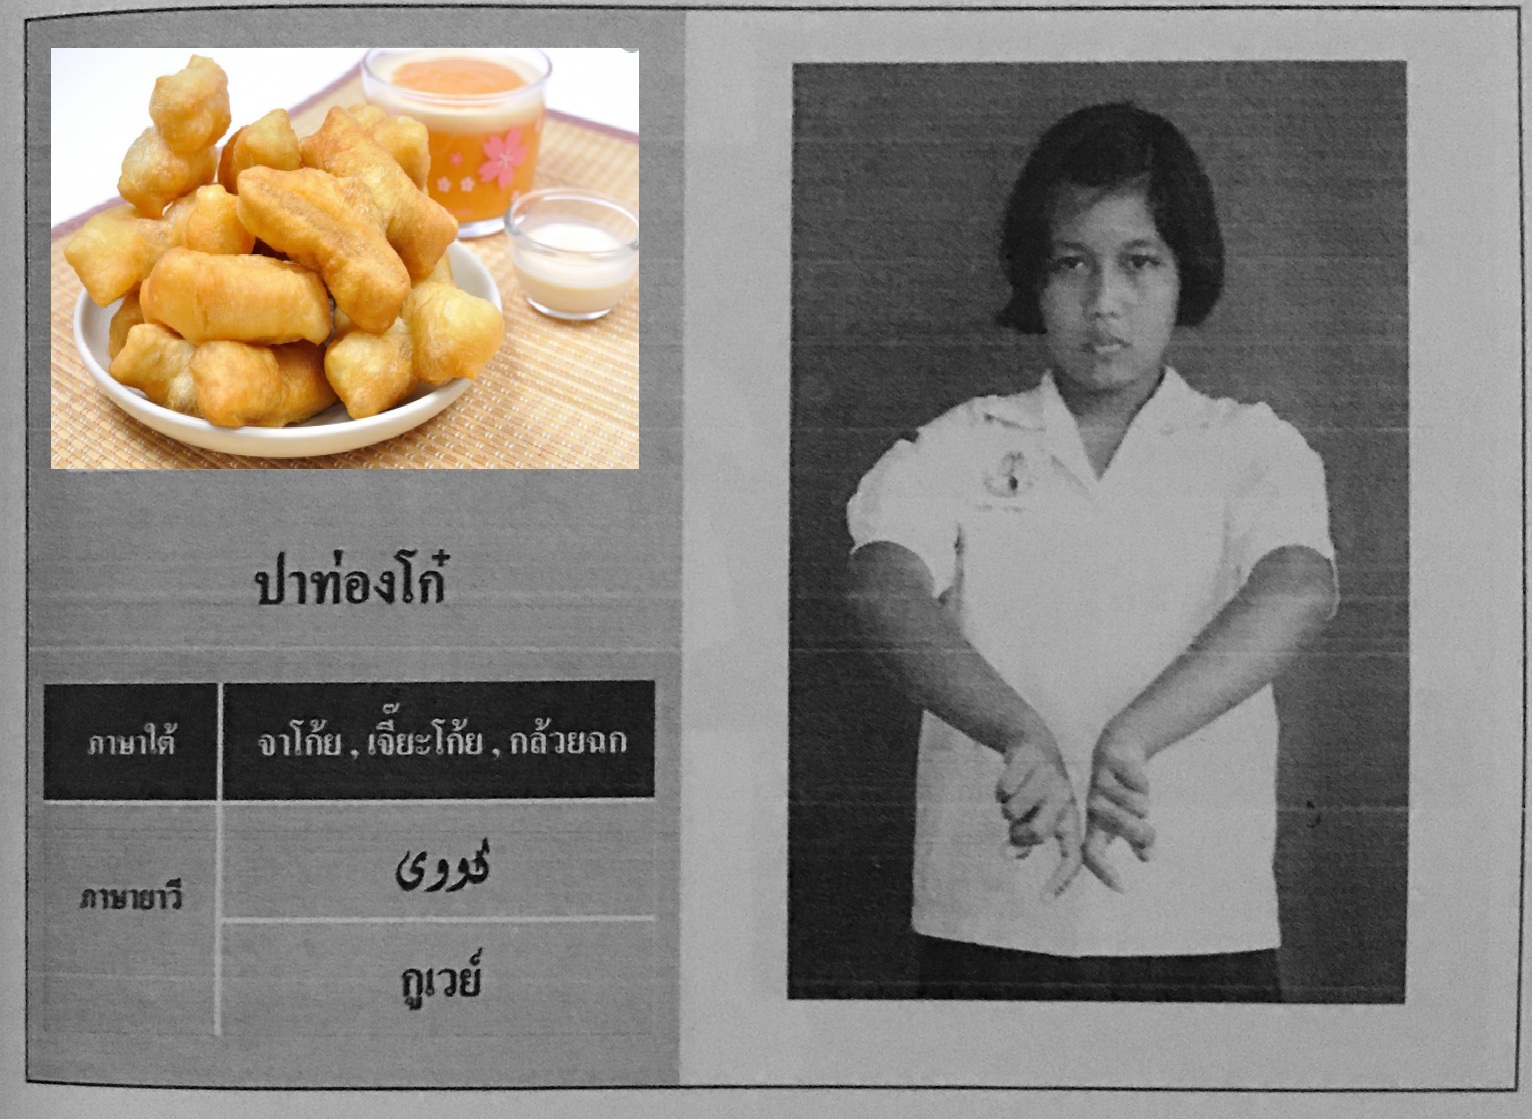 ปาท่องโก๋
ภาษาใต้
จาโก้ย , เจี๊ยะโก้ย , กล้วยฉก
ภาษายาวี
กูเวย์